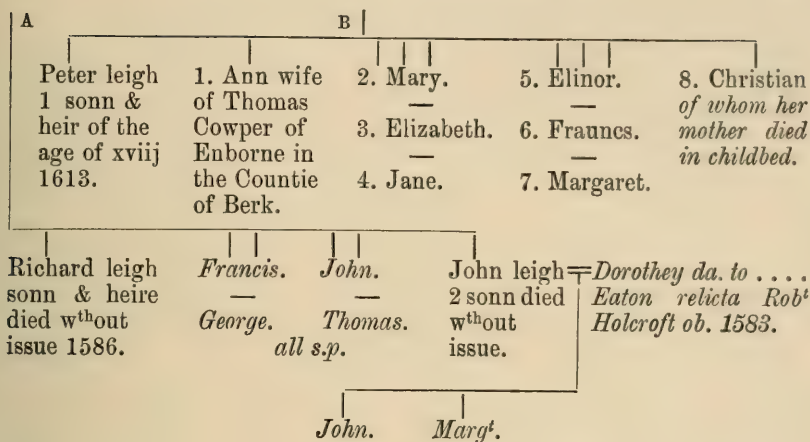 A
B
Peter leigh
1 sonn &
heir of the
age of xviij
1613.
1. Ann wife
of Thomas
Cowper of
Enborne in
the Countie
of Berk.
2. Mary.
—
3. Elizabeth.
—
4. Jane.
5. Elinor.
—
6. Frauncs.
—
7. Margaret.
8. Christian
of whom her
mother died
in childbed.
Richard leigh
sonn & heire
died wᵗʰout
issue 1586.
Francis.
—
George.
John.
—
Thomas.
all s.p.
John leigh
2 sonn died
wᵗʰout
issue.
Dorothey da. to ....
Eaton relicta Robᵗ
Holcroft ob. 1583.
John.
Margᵗ.